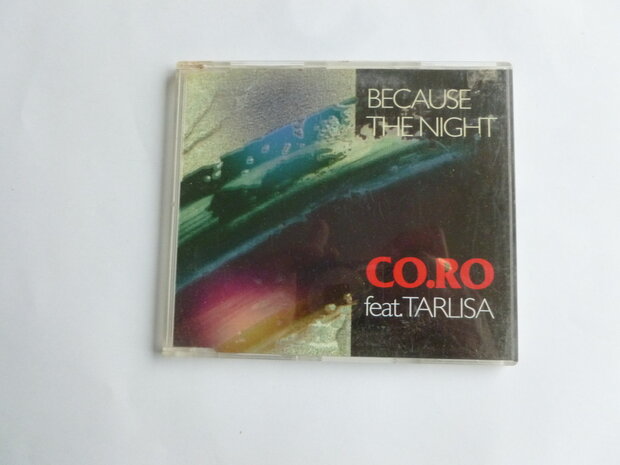 BECAUSE
THE NIGHT
CO.RO
feat. TARLISA